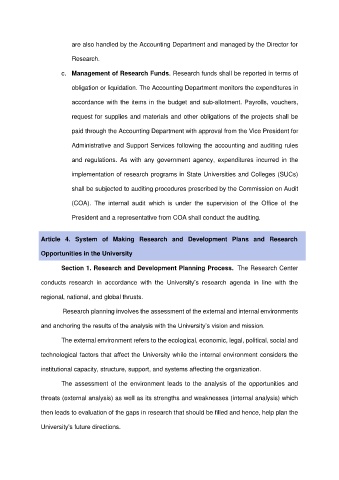 are also handled by the Accounting Department and managed by the Director for
Research.
c. Management of Research Funds. Research funds shall be reported in terms of
obligation or liquidation. The Accounting Department monitors the expenditures in
accordance with the items in the budget and sub-allotment. Payrolls, vouchers,
request for supplies and materials and other obligations of the projects shall be
paid through the Accounting Department with approval from the Vice President for
Administrative and Support Services following the accounting and auditing rules
and regulations. As with any government agency, expenditures incurred in the
implementation of research programs in State Universities and Colleges (SUCs)
shall be subjected to auditing procedures prescribed by the Commission on Audit
(COA). The internal audit which is under the supervision of the Office of the
President and a representative from COA shall conduct the auditing.
Article 4. System of Making Research and Development Plans and Research
Opportunities in the University
Section 1. Research and Development Planning Process. The Research Center
conducts research in accordance with the University's research agenda in line with the
regional, national, and global thrusts.
Research planning involves the assessment of the external and internal environments
and anchoring the results of the analysis with the University's vision and mission.
The external environment refers to the ecological, economic, legal, political, social and
technological factors that affect the University while the internal environment considers the
institutional capacity, structure, support, and systems affecting the organization.
The assessment of the environment leads to the analysis of the opportunities and
threats (external analysis) as well as its strengths and weaknesses (internal analysis) which
then leads to evaluation of the gaps in research that should be filled and hence, help plan the
University's future directions.